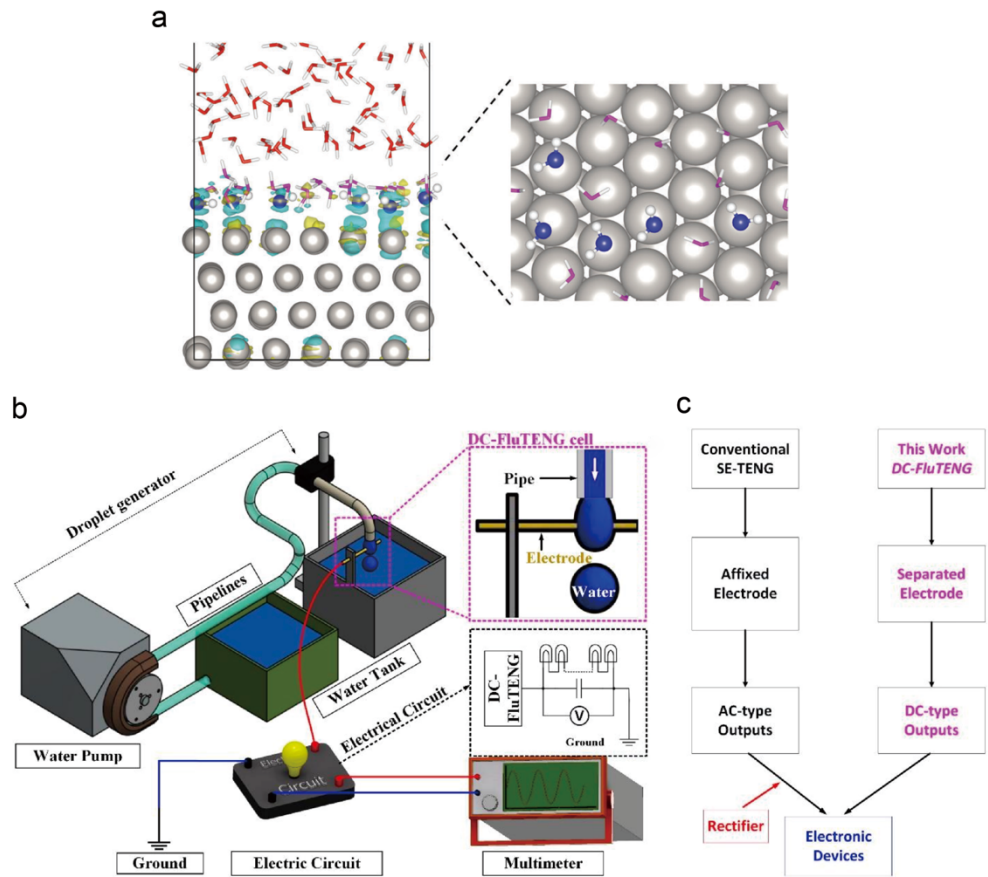 a
b
Droplet generator
Pipelines
Water Pump
Water Tank
DC-FluTENG cell
Pipe
Electrode
Water
DC-
FluTENG
V
Ground
Electrical Circuit
Circuit
Ground
Electric Circuit
Multimeter
c
Conventional
SE-TENG
This Work
DC-FluTENG
Affixed
Electrode
Separated
Electrode
AC-type
Outputs
DC-type
Outputs
Rectifier
Electronic
Devices